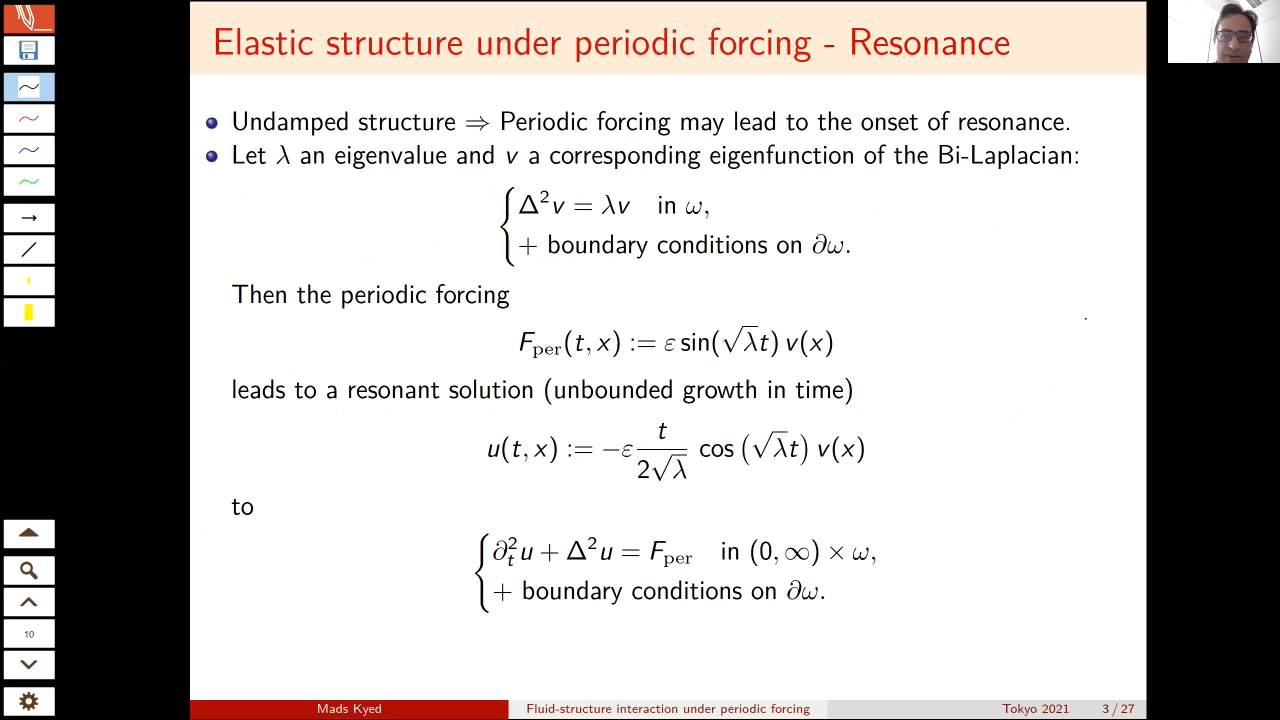 Elastic structure under periodic forcing - Resonance
Undamped structure ⇒ Periodic forcing may lead to the onset of resonance.
Let λ an eigenvalue and v a corresponding eigenfunction of the Bi-Laplacian:
Δ²v = λv in ω,
+ boundary conditions on ∂ω.
Then the periodic forcing
F_per(t, x) := ε sin(√λt) v(x)
leads to a resonant solution (unbounded growth in time)
u(t, x) := −ε t/(2√λ) cos(√λt) v(x)
to
∂ₜ²u + Δ²u = F_per in (0, ∞) × ω,
+ boundary conditions on ∂ω.
10
Mads Kyed Fluid-structure interaction under periodic forcing Tokyo 2021 3 / 27